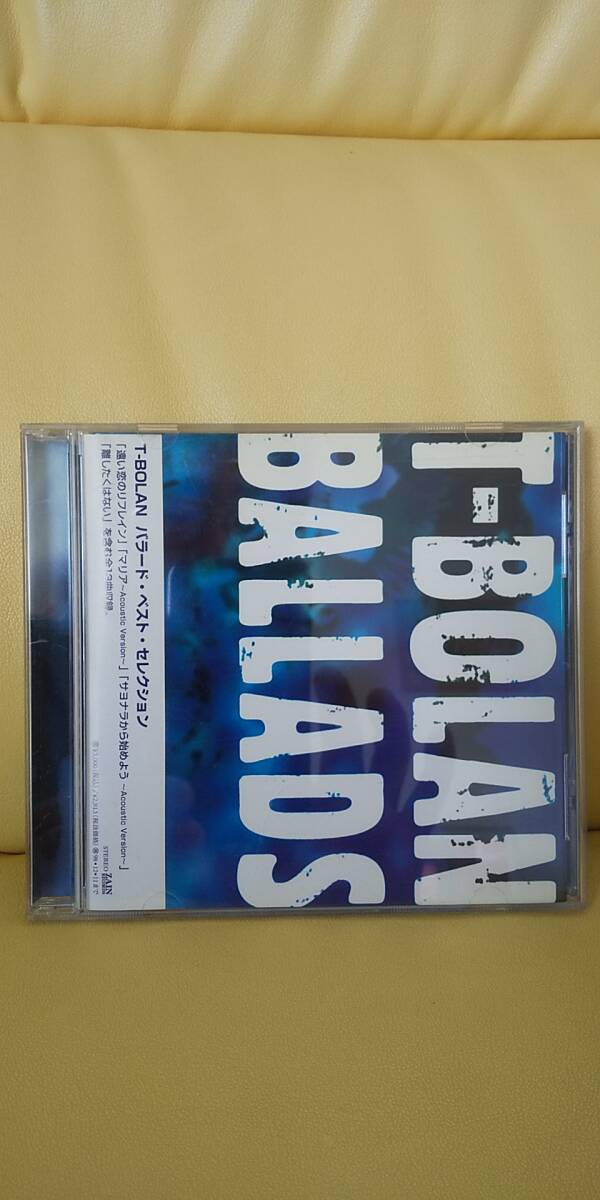 T-BOLAN
BALLADS
T-BOLAN バラード・ベスト・セレクション
「遠い恋のリフレイン」「マリア~Acoustic Version~」「サヨナラから始めよう ~Acoustic Version~」
「離したくはない」を含む全13曲収録。
STEREO ZAIN